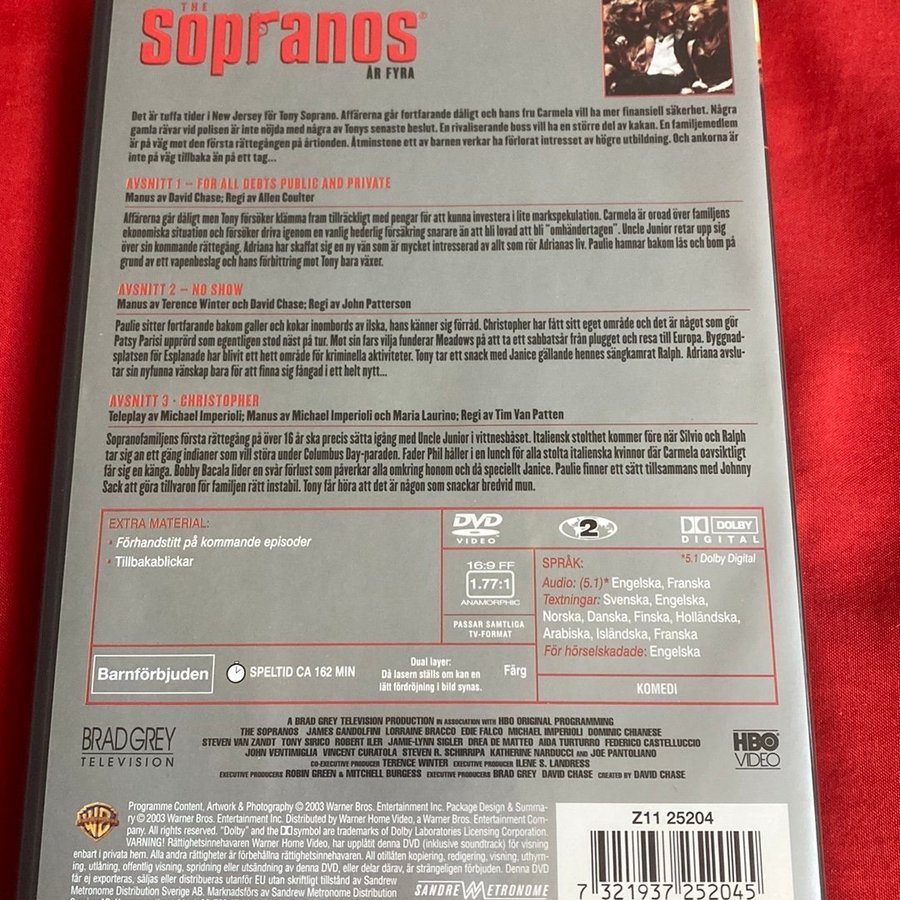 THE
SopranoS®
ÅR FYRA
Det är tuffa tider i New Jersey för Tony Soprano. Affärerna går fortfarande dåligt och hans fru Carmela vill ha mer finansiell säkerhet. Några
gamla rävar vid polisen är inte nöjda med några av Tonys senaste beslut. En rivaliserande boss vill ha en större del av kakan. En familjemedlem
är på väg mot den första rättegången på årtionden. Åtminstone ett av barnen verkar ha förlorat intresset av högre utbildning. Och ankorna är
inte på väg tillbaka än på ett tag...
AVSNITT 1 – FOR ALL DEBTS PUBLIC AND PRIVATE
Manus av David Chase; Regi av Allen Coulter
Affärerna går dåligt men Tony försöker klämma fram tillräckligt med pengar för att kunna investera i lite markspekulation. Carmela är oroad över familjens
ekonomiska situation och försöker driva igenom en vanlig hederlig försäkring snarare än att bli lovad att bli "omhändertagen". Uncle Junior retar upp sig
över sin kommande rättegång. Adriana har skaffat sig en ny vän som är mycket intresserad av allt som rör Adrianas liv. Paulie hamnar bakom lås och bom på
grund av ett vapenbeslag och hans förbittring mot Tony bara växer.
AVSNITT 2 – NO SHOW
Manus av Terence Winter och David Chase; Regi av John Patterson
Paulie sitter fortfarande bakom galler och kokar inombords av ilska, hans känner sig förråd. Christopher har fått sitt eget område och det är något som gör
Patsy Parisi upprörd som egentligen stod näst på tur. Mot sin fars vilja funderar Meadows på att ta ett sabbatsår från plugget och resa till Europa. Byggnad-
splatsen för Esplanade har blivit ett hett område för kriminella aktiviteter. Tony tar ett snack med Janice gällande hennes sängkamrat Ralph. Adriana avslu-
tar sin nyfunna vänskap bara för att finna sig fångad i ett helt nytt...
AVSNITT 3 - CHRISTOPHER
Teleplay av Michael Imperioli; Manus av Michael Imperioli och Maria Laurino; Regi av Tim Van Patten
Sopranofamiljens första rättegång på över 16 år ska precis sätta igång med Uncle Junior i vittnesbåset. Italiensk stolthet kommer före när Silvio och Ralph
tar sig an ett gäng indianer som vill störa under Columbus Day-paraden. Fader Phil håller i en lunch för alla stolta italienska kvinnor där Carmela oavsiktligt
får sig en känga. Bobby Bacala lider en svår förlust som påverkar alla omkring honom och då speciellt Janice. Paulie finner ett sätt tillsammans med Johnny
Sack att göra tillvaron för familjen rätt instabil. Tony får höra att det är någon som snackar bredvid mun.
EXTRA MATERIAL:
• Förhandstitt på kommande episoder
• Tillbakablickar
DVD
VIDEO
2
DOLBY
DIGITAL
*5.1 Dolby Digital
16:9 FF
1.77:1
ANAMORPHIC
PASSAR SAMTLIGA
TV-FORMAT
SPRÅK:
Audio: (5.1)* Engelska, Franska
Textningar: Svenska, Engelska,
Norska, Danska, Finska, Holländska,
Arabiska, Isländska, Franska
För hörselskadade: Engelska
KOMEDI
Barnförbjuden
SPELTID CA 162 MIN
Dual layer:
Då lasern ställs om kan en
lätt fördröjning i bild synas.
Färg
BRAD GREY
TELEVISION
A BRAD GREY TELEVISION PRODUCTION IN ASSOCIATION WITH HBO ORIGINAL PROGRAMMING
THE SOPRANOS JAMES GANDOLFINI LORRAINE BRACCO EDIE FALCO MICHAEL IMPERIOLI DOMINIC CHIANESE
STEVEN VAN ZANDT TONY SIRICO ROBERT ILER JAMIE-LYNN SIGLER DREA DE MATTEO AIDA TURTURRO FEDERICO CASTELLUCCIO
JOHN VENTIMIGLIA VINCENT CURATOLA STEVEN R. SCHIRRIPA KATHERINE NARDUCCI AND JOE PANTOLIANO
CO-EXECUTIVE PRODUCER TERENCE WINTER EXECUTIVE PRODUCER ILENE S. LANDRESS
EXECUTIVE PRODUCERS ROBIN GREEN & MITCHELL BURGESS EXECUTIVE PRODUCERS BRAD GREY DAVID CHASE CREATED BY DAVID CHASE
HBO
VIDEO
WB
Programme Content, Artwork & Photography © 2003 Warner Bros. Entertainment Inc. Package Design & Summa-
ry © 2003 Warner Bros. Entertainment Inc. Distributed by Warner Home Video, a Warner Bros. Entertainment Com-
pany. All rights reserved. "Dolby" and the symbol are trademarks of Dolby Laboratories Licensing Corporation.
VARNING! Rättighetsinnehavaren Warner Home Video, har upplåtit denna DVD (inklusive soundtrack) för visning
enbart i privat hem. Alla andra rättigheter är förbehållna rättighetsinnehavaren. All otillåten kopiering, redigering, visning, uthyrn-
ing, utlåning, offentlig visning, spridning eller utsändning av denna DVD, eller delar därav, är strängeligen förbjuden. Denna DVD
får ej exporteras, säljas eller distribueras utanför EU utan skriftligt tillstånd av Sandrew
Metronome Distribution Sverige AB. Marknadsförs av Sandrew Metronome Distribution
SANDREW METRONOME
Z11 25204
7 321937 252045